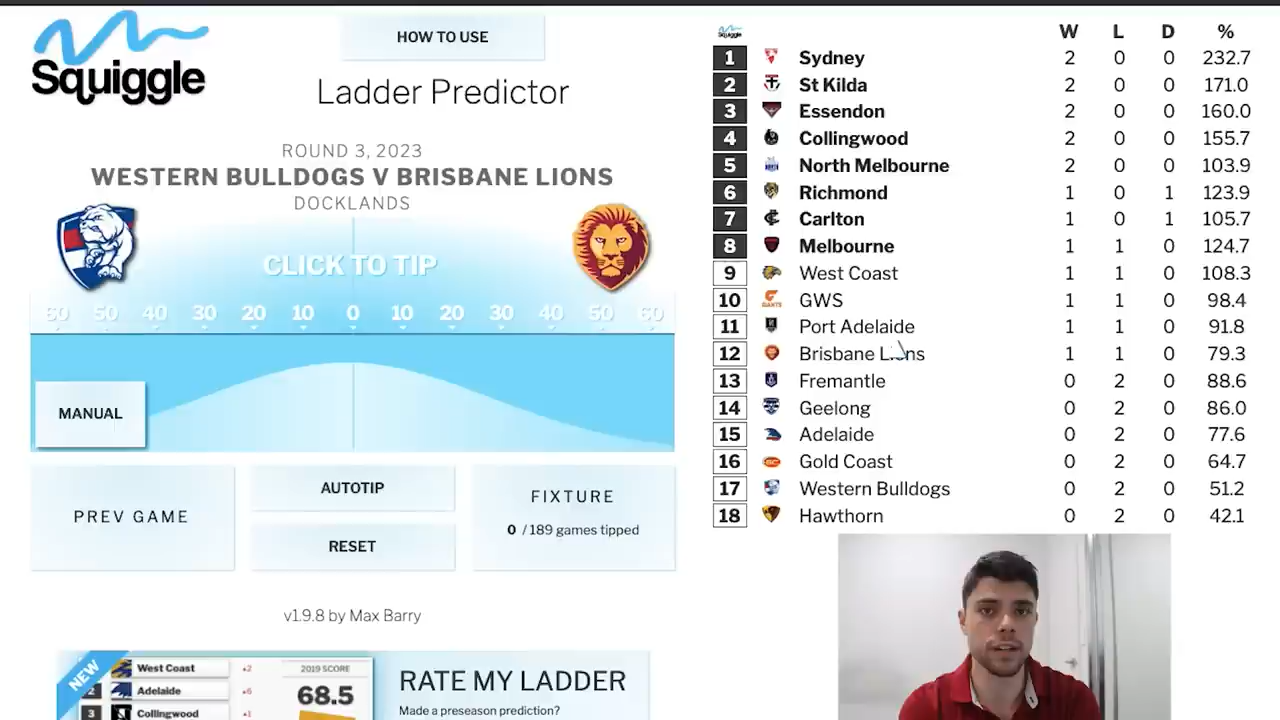 Squiggle
HOW TO USE
Ladder Predictor
ROUND 3, 2023
WESTERN BULLDOGS V BRISBANE LIONS
DOCKLANDS
CLICK TO TIP
60 50 40 30 20 10 0 10 20 30 40 50 60
MANUAL
PREV GAME
AUTOTIP
RESET
FIXTURE
0 / 189 games tipped
v1.9.8 by Max Barry
NEW
West Coast
2 Adelaide
3 Collingwood
2019 SCORE
68.5
RATE MY LADDER
Made a preseason prediction?
Squiggle W L D %
1 Sydney 2 0 0 232.7
2 St Kilda 2 0 0 171.0
3 Essendon 2 0 0 160.0
4 Collingwood 2 0 0 155.7
5 North Melbourne 2 0 0 103.9
6 Richmond 1 0 1 123.9
7 Carlton 1 0 1 105.7
8 Melbourne 1 1 0 124.7
9 West Coast 1 1 0 108.3
10 GWS 1 1 0 98.4
11 Port Adelaide 1 1 0 91.8
12 Brisbane Lions 1 1 0 79.3
13 Fremantle 0 2 0 88.6
14 Geelong 0 2 0 86.0
15 Adelaide 0 2 0 77.6
16 Gold Coast 0 2 0 64.7
17 Western Bulldogs 0 2 0 51.2
18 Hawthorn 0 2 0 42.1